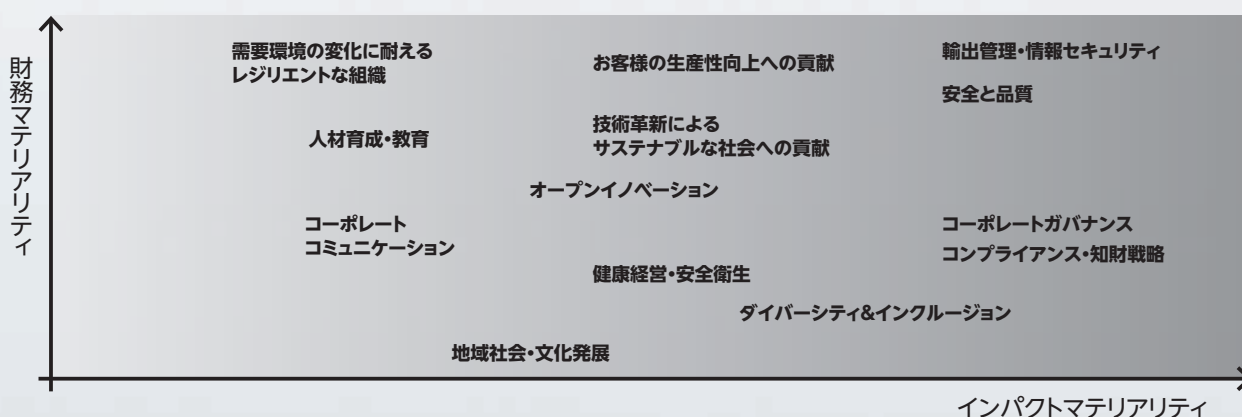 財務マテリアリティ
需要環境の変化に耐える
レジリエントな組織
お客様の生産性向上への貢献
輸出管理・情報セキュリティ
安全と品質
人材育成・教育
技術革新による
サステナブルな社会への貢献
オープンイノベーション
コーポレート
コミュニケーション
コーポレートガバナンス
コンプライアンス・知財戦略
健康経営・安全衛生
ダイバーシティ&インクルージョン
地域社会・文化発展
インパクトマテリアリティ